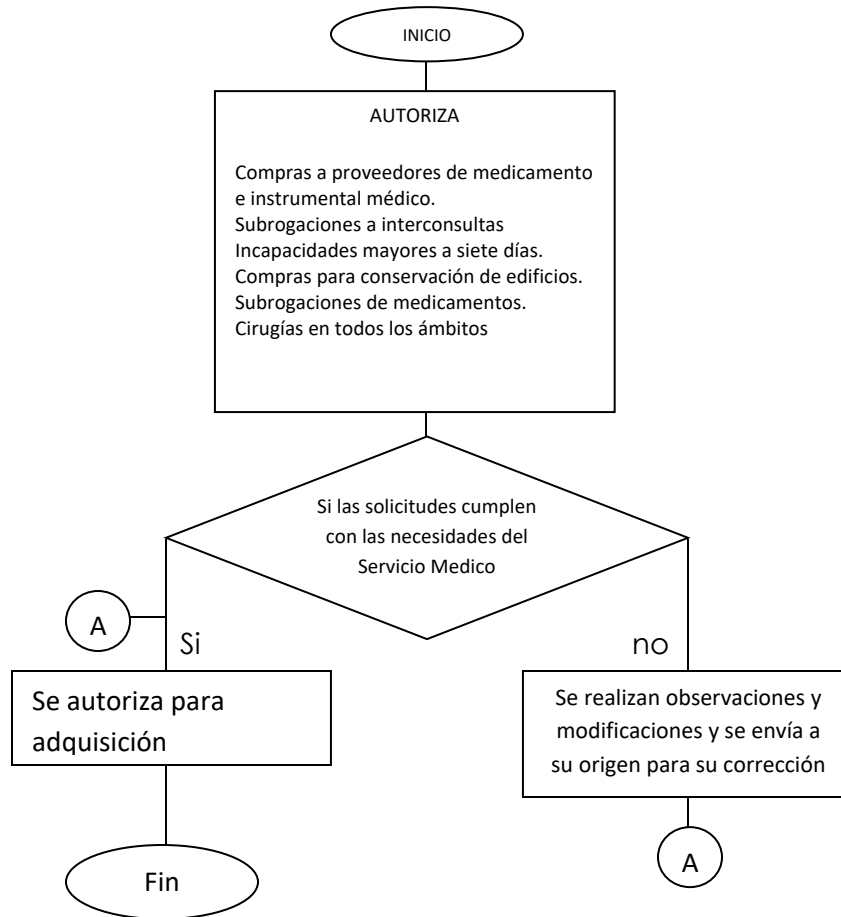 INICIO
AUTORIZA
Compras a proveedores de medicamento
e instrumental médico.
Subrogaciones a interconsultas
Incapacidades mayores a siete días.
Compras para conservación de edificios.
Subrogaciones de medicamentos.
Cirugías en todos los ámbitos
Si las solicitudes cumplen
con las necesidades del
Servicio Medico
A
Si
no
Se autoriza para
adquisición
Se realizan observaciones y
modificaciones y se envía a
su origen para su corrección
Fin
A